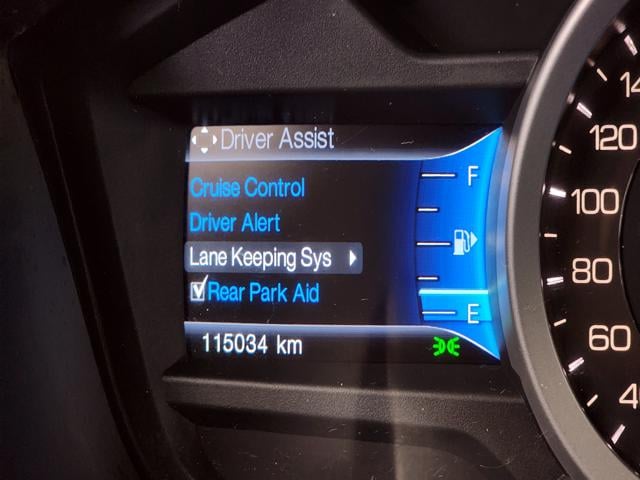 Driver Assist
Cruise Control
Driver Alert
Lane Keeping Sys
Rear Park Aid
115034 km
F
E
120
100
80
60